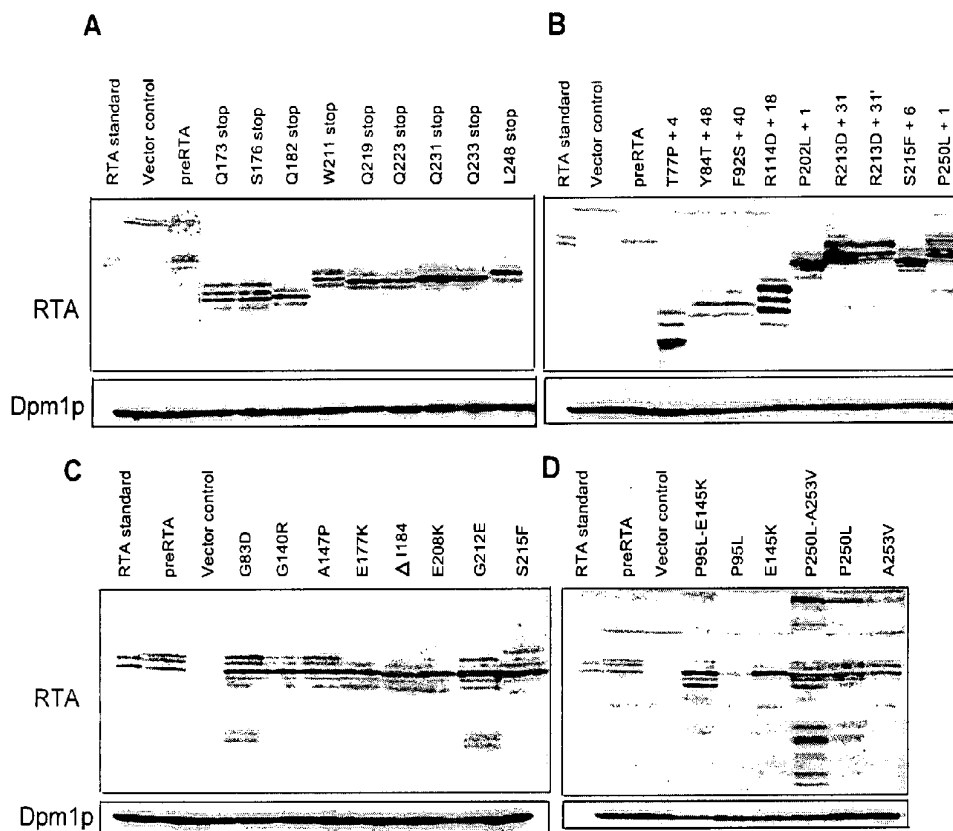 A
RTA standard
Vector control
preRTA
Q173 stop
S176 stop
Q182 stop
W211 stop
Q219 stop
Q223 stop
Q231 stop
Q233 stop
L248 stop
RTA
Dpm1p
B
RTA standard
Vector control
preRTA
T77P + 4
Y84T + 48
F92S + 40
R114D + 18
P202L + 1
R213D + 31
R213D + 31'
S215F + 6
P250L + 1
C
RTA standard
preRTA
Vector control
G83D
G140R
A147P
E177K
Δ I184
E208K
G212E
S215F
RTA
Dpm1p
D
RTA standard
preRTA
Vector control
P95L-E145K
P95L
E145K
P250L-A253V
P250L
A253V